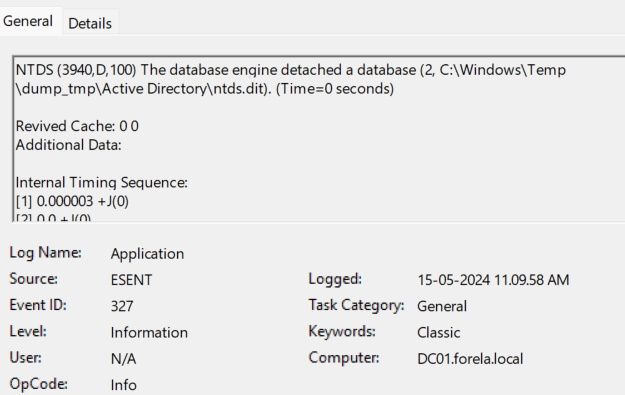 General
Details
NTDS (3940,D,100) The database engine detached a database (2, C:\Windows\Temp
\dump_tmp\Active Directory\ntds.dit). (Time=0 seconds)
Revived Cache: 0 0
Additional Data:
Internal Timing Sequence:
[1] 0.000003 +J(0)
[2] 0.0 +J(0)
Log Name: Application
Source: ESENT Logged: 15-05-2024 11.09.58 AM
Event ID: 327 Task Category: General
Level: Information Keywords: Classic
User: N/A Computer: DC01.forela.local
OpCode: Info